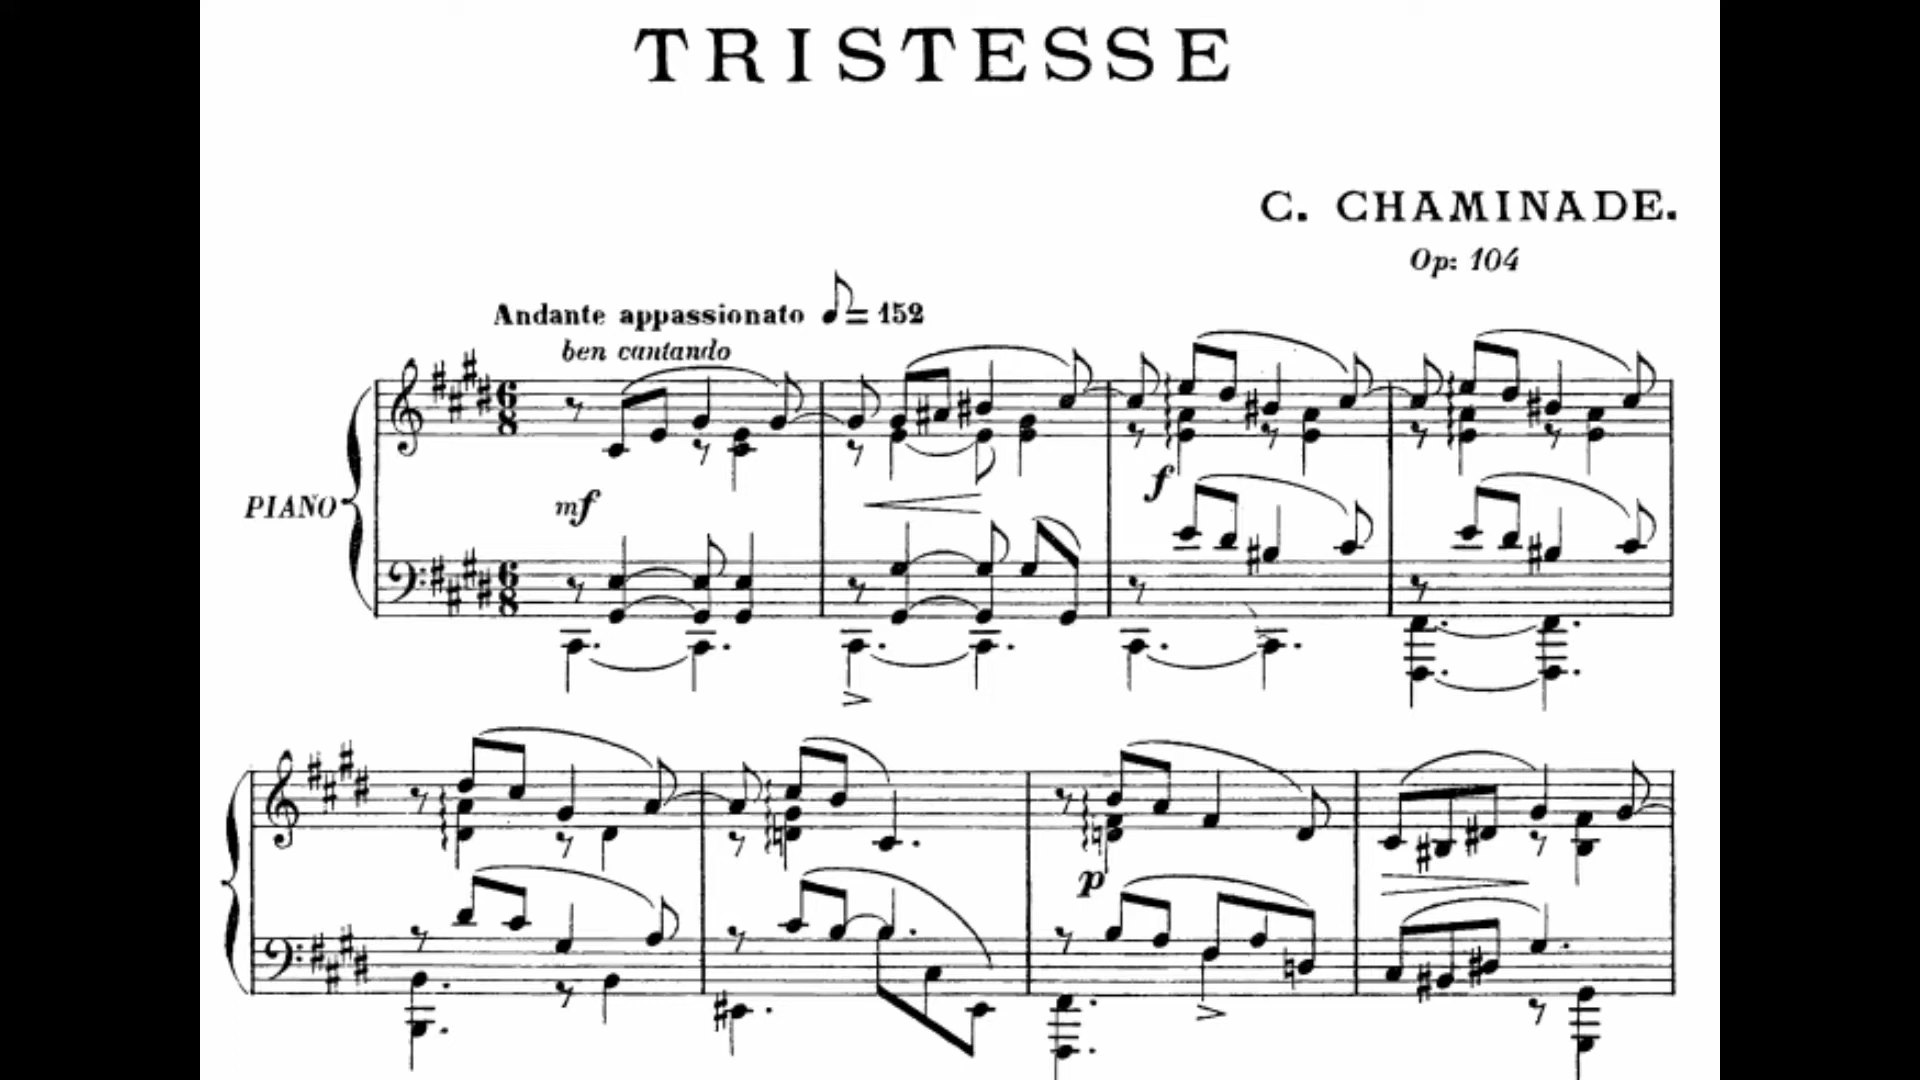 TRISTESSE
C. CHAMINADE.
Op: 104
Andante appassionato ♪= 152
ben cantando
PIANO
mf
f
p